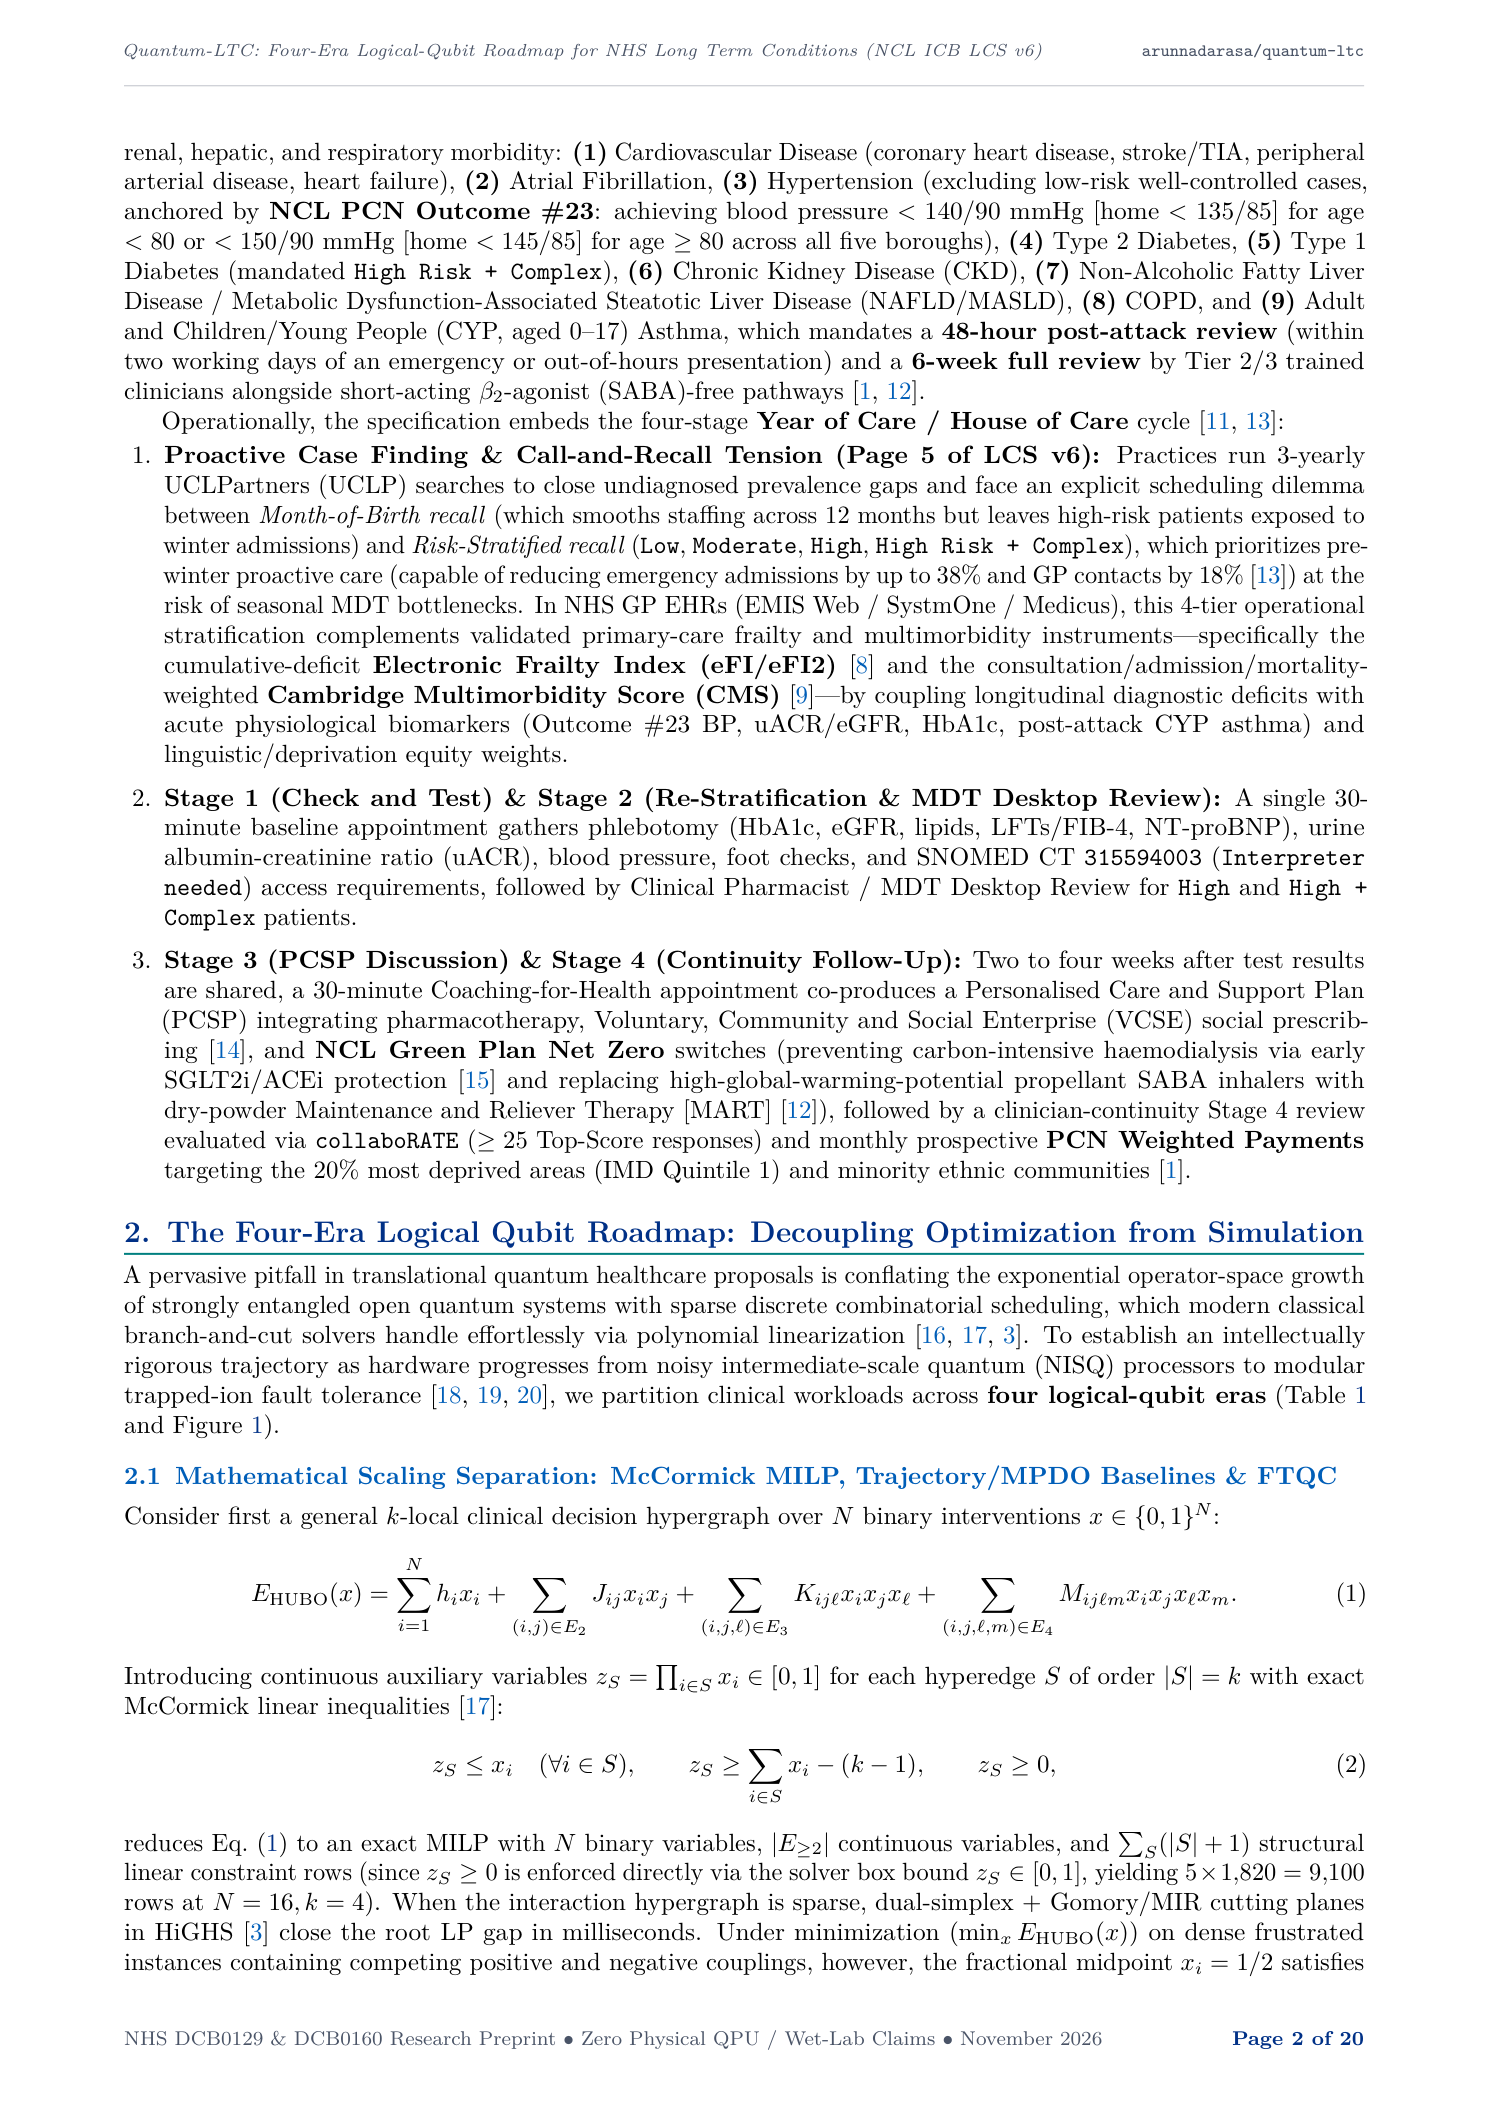 Quantum-LTC: Four-Era Logical-Qubit Roadmap for NHS Long Term Conditions (NCL ICB LCS v6) arunnadarasa/quantum-ltc
renal, hepatic, and respiratory morbidity: (1) Cardiovascular Disease (coronary heart disease, stroke/TIA, peripheral
arterial disease, heart failure), (2) Atrial Fibrillation, (3) Hypertension (excluding low-risk well-controlled cases,
anchored by NCL PCN Outcome #23: achieving blood pressure < 140/90 mmHg [home < 135/85] for age
< 80 or < 150/90 mmHg [home < 145/85] for age ≥ 80 across all five boroughs), (4) Type 2 Diabetes, (5) Type 1
Diabetes (mandated High Risk + Complex), (6) Chronic Kidney Disease (CKD), (7) Non-Alcoholic Fatty Liver
Disease / Metabolic Dysfunction-Associated Steatotic Liver Disease (NAFLD/MASLD), (8) COPD, and (9) Adult
and Children/Young People (CYP, aged 0–17) Asthma, which mandates a 48-hour post-attack review (within
two working days of an emergency or out-of-hours presentation) and a 6-week full review by Tier 2/3 trained
clinicians alongside short-acting β₂-agonist (SABA)-free pathways [1, 12].
Operationally, the specification embeds the four-stage Year of Care / House of Care cycle [11, 13]:
1. Proactive Case Finding & Call-and-Recall Tension (Page 5 of LCS v6): Practices run 3-yearly
UCLPartners (UCLP) searches to close undiagnosed prevalence gaps and face an explicit scheduling dilemma
between Month-of-Birth recall (which smooths staffing across 12 months but leaves high-risk patients exposed to
winter admissions) and Risk-Stratified recall (Low, Moderate, High, High Risk + Complex), which prioritizes pre-
winter proactive care (capable of reducing emergency admissions by up to 38% and GP contacts by 18% [13]) at the
risk of seasonal MDT bottlenecks. In NHS GP EHRs (EMIS Web / SystmOne / Medicus), this 4-tier operational
stratification complements validated primary-care frailty and multimorbidity instruments—specifically the
cumulative-deficit Electronic Frailty Index (eFI/eFI2) [8] and the consultation/admission/mortality-
weighted Cambridge Multimorbidity Score (CMS) [9]—by coupling longitudinal diagnostic deficits with
acute physiological biomarkers (Outcome #23 BP, uACR/eGFR, HbA1c, post-attack CYP asthma) and
linguistic/deprivation equity weights.
2. Stage 1 (Check and Test) & Stage 2 (Re-Stratification & MDT Desktop Review): A single 30-
minute baseline appointment gathers phlebotomy (HbA1c, eGFR, lipids, LFTs/FIB-4, NT-proBNP), urine
albumin-creatinine ratio (uACR), blood pressure, foot checks, and SNOMED CT 315594003 (Interpreter
needed) access requirements, followed by Clinical Pharmacist / MDT Desktop Review for High and High +
Complex patients.
3. Stage 3 (PCSP Discussion) & Stage 4 (Continuity Follow-Up): Two to four weeks after test results
are shared, a 30-minute Coaching-for-Health appointment co-produces a Personalised Care and Support Plan
(PCSP) integrating pharmacotherapy, Voluntary, Community and Social Enterprise (VCSE) social prescrib-
ing [14], and NCL Green Plan Net Zero switches (preventing carbon-intensive haemodialysis via early
SGLT2i/ACEi protection [15] and replacing high-global-warming-potential propellant SABA inhalers with
dry-powder Maintenance and Reliever Therapy [MART] [12]), followed by a clinician-continuity Stage 4 review
evaluated via collaboRATE (≥ 25 Top-Score responses) and monthly prospective PCN Weighted Payments
targeting the 20% most deprived areas (IMD Quintile 1) and minority ethnic communities [1].
2. The Four-Era Logical Qubit Roadmap: Decoupling Optimization from Simulation
A pervasive pitfall in translational quantum healthcare proposals is conflating the exponential operator-space growth
of strongly entangled open quantum systems with sparse discrete combinatorial scheduling, which modern classical
branch-and-cut solvers handle effortlessly via polynomial linearization [16, 17, 3]. To establish an intellectually
rigorous trajectory as hardware progresses from noisy intermediate-scale quantum (NISQ) processors to modular
trapped-ion fault tolerance [18, 19, 20], we partition clinical workloads across four logical-qubit eras (Table 1
and Figure 1).
2.1 Mathematical Scaling Separation: McCormick MILP, Trajectory/MPDO Baselines & FTQC
Consider first a general k-local clinical decision hypergraph over N binary interventions x ∈ {0, 1}^N:
E_HUBO(x) = ∑_{i=1}^{N} h_i x_i + ∑_{(i,j)∈E_2} J_{ij} x_i x_j + ∑_{(i,j,ℓ)∈E_3} K_{ijℓ} x_i x_j x_ℓ + ∑_{(i,j,ℓ,m)∈E_4} M_{ijℓm} x_i x_j x_ℓ x_m. (1)
Introducing continuous auxiliary variables z_S = ∏_{i∈S} x_i ∈ [0, 1] for each hyperedge S of order |S| = k with exact
McCormick linear inequalities [17]:
z_S ≤ x_i (∀i ∈ S), z_S ≥ ∑_{i∈S} x_i − (k − 1), z_S ≥ 0, (2)
reduces Eq. (1) to an exact MILP with N binary variables, |E_{≥2}| continuous variables, and ∑_S(|S| + 1) structural
linear constraint rows (since z_S ≥ 0 is enforced directly via the solver box bound z_S ∈ [0, 1], yielding 5×1,820 = 9,100
rows at N = 16, k = 4). When the interaction hypergraph is sparse, dual-simplex + Gomory/MIR cutting planes
in HiGHS [3] close the root LP gap in milliseconds. Under minimization (min_x E_HUBO(x)) on dense frustrated
instances containing competing positive and negative couplings, however, the fractional midpoint x_i = 1/2 satisfies
NHS DCB0129 & DCB0160 Research Preprint • Zero Physical QPU / Wet-Lab Claims • November 2026 Page 2 of 20